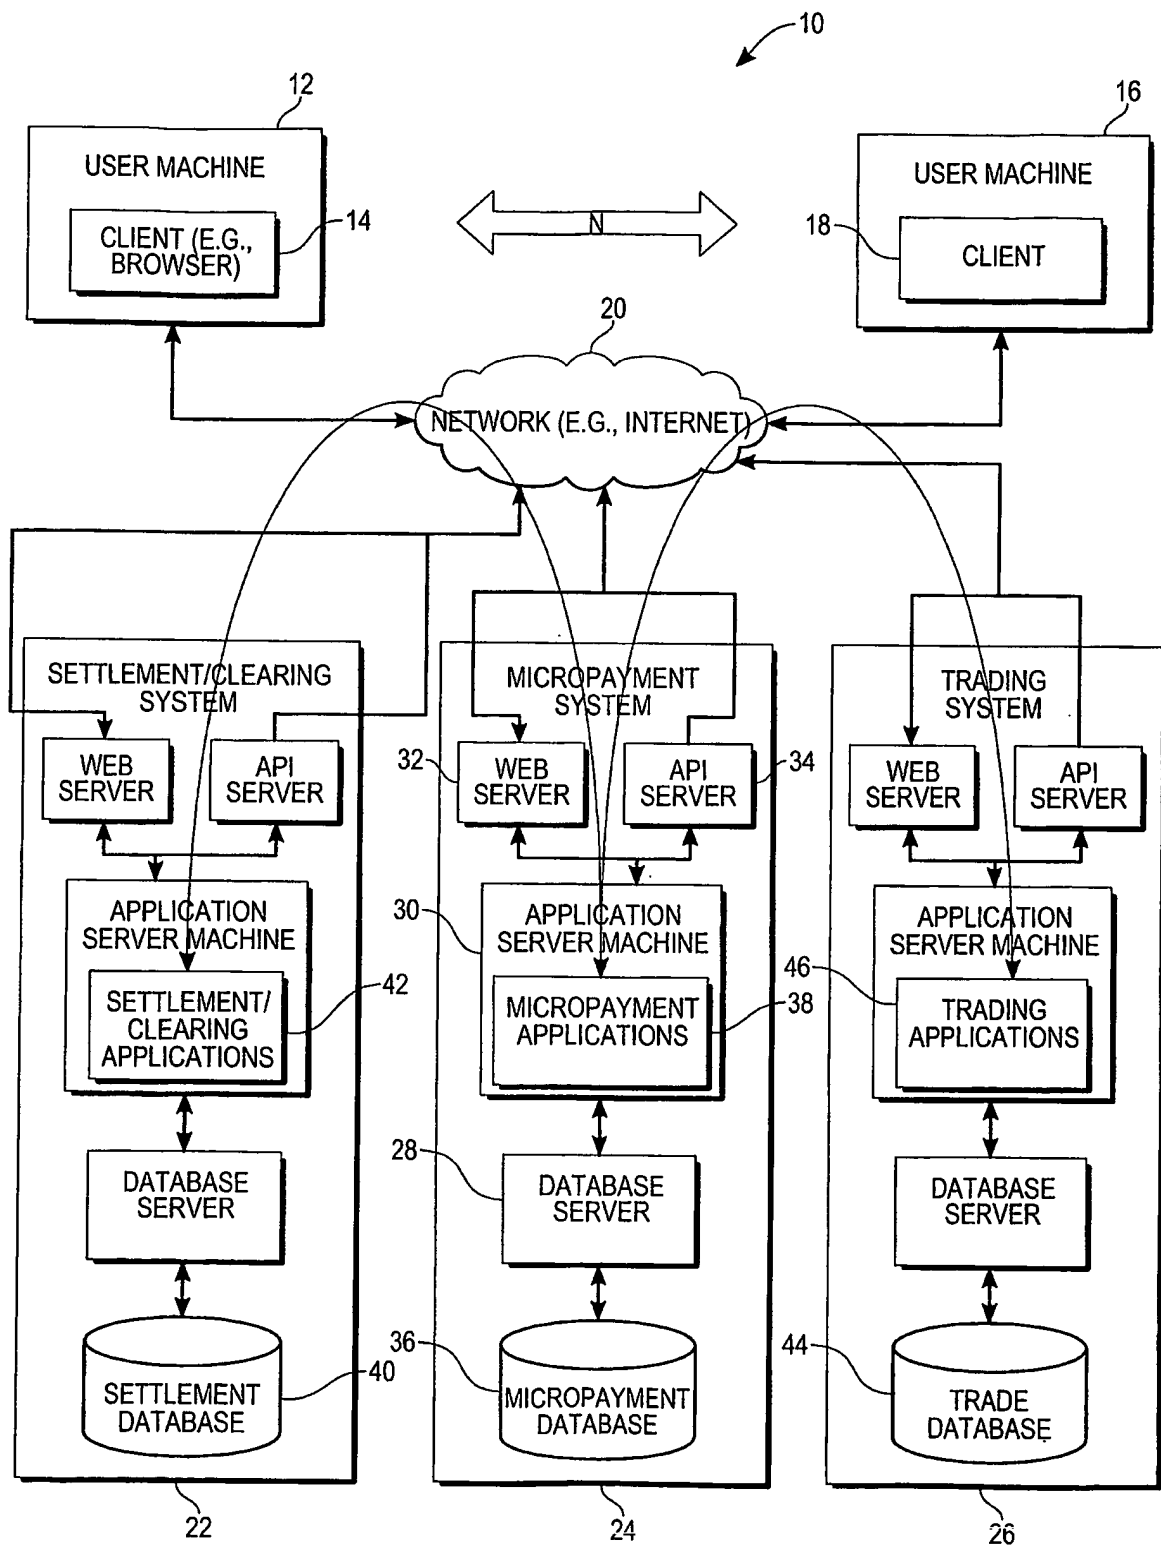 10
12
16
USER MACHINE
USER MACHINE
14
CLIENT (E.G.,
BROWSER)
N
18
CLIENT
20
NETWORK (E.G., INTERNET)
SETTLEMENT/CLEARING
SYSTEM
WEB
SERVER
API
SERVER
APPLICATION
SERVER MACHINE
42
SETTLEMENT/
CLEARING
APPLICATIONS
DATABASE
SERVER
SETTLEMENT
DATABASE
40
22
MICROPAYMENT
SYSTEM
32
WEB
SERVER
API
SERVER
34
30
APPLICATION
SERVER MACHINE
MICROPAYMENT
APPLICATIONS
38
28
DATABASE
SERVER
36
MICROPAYMENT
DATABASE
24
TRADING
SYSTEM
WEB
SERVER
API
SERVER
APPLICATION
SERVER MACHINE
46
TRADING
APPLICATIONS
DATABASE
SERVER
44
TRADE
DATABASE
26